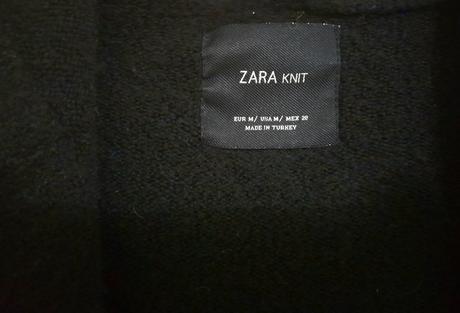 ZARA KNIT
EUR M/ USA M/ MEX 28
MADE IN TURKEY